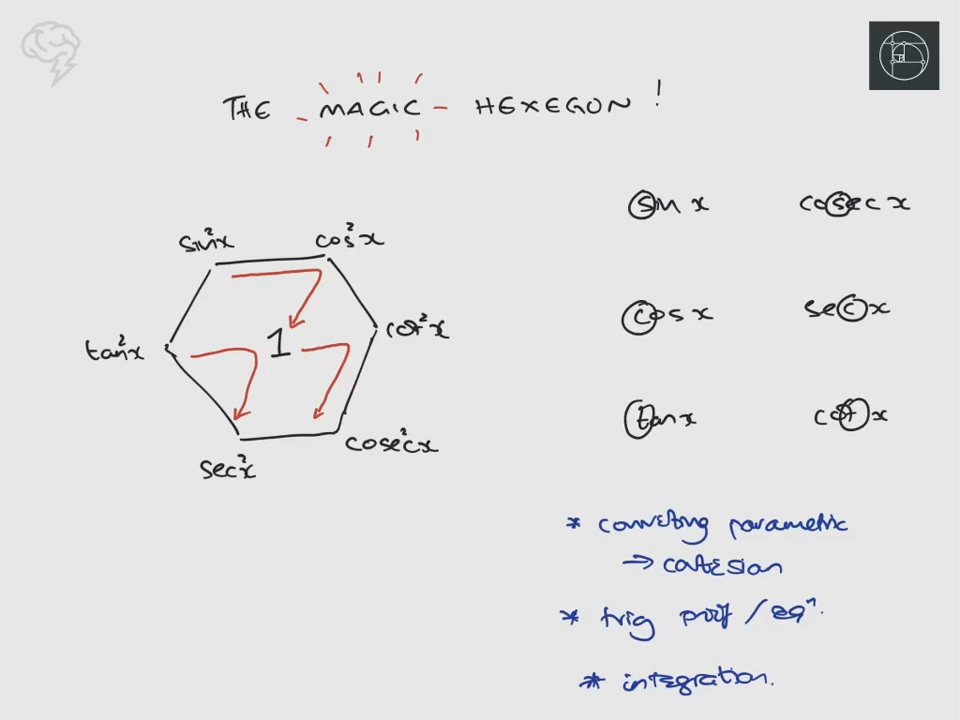 THE MAGIC HEXEGON!
sin x cosec x
sin²x cos²x
cos x sec x
tan²x 1 cot²x
tan x cot x
sec²x cosec²x
* converting parametric
→ cartesian
* trig proof / eqⁿ.
* integration.